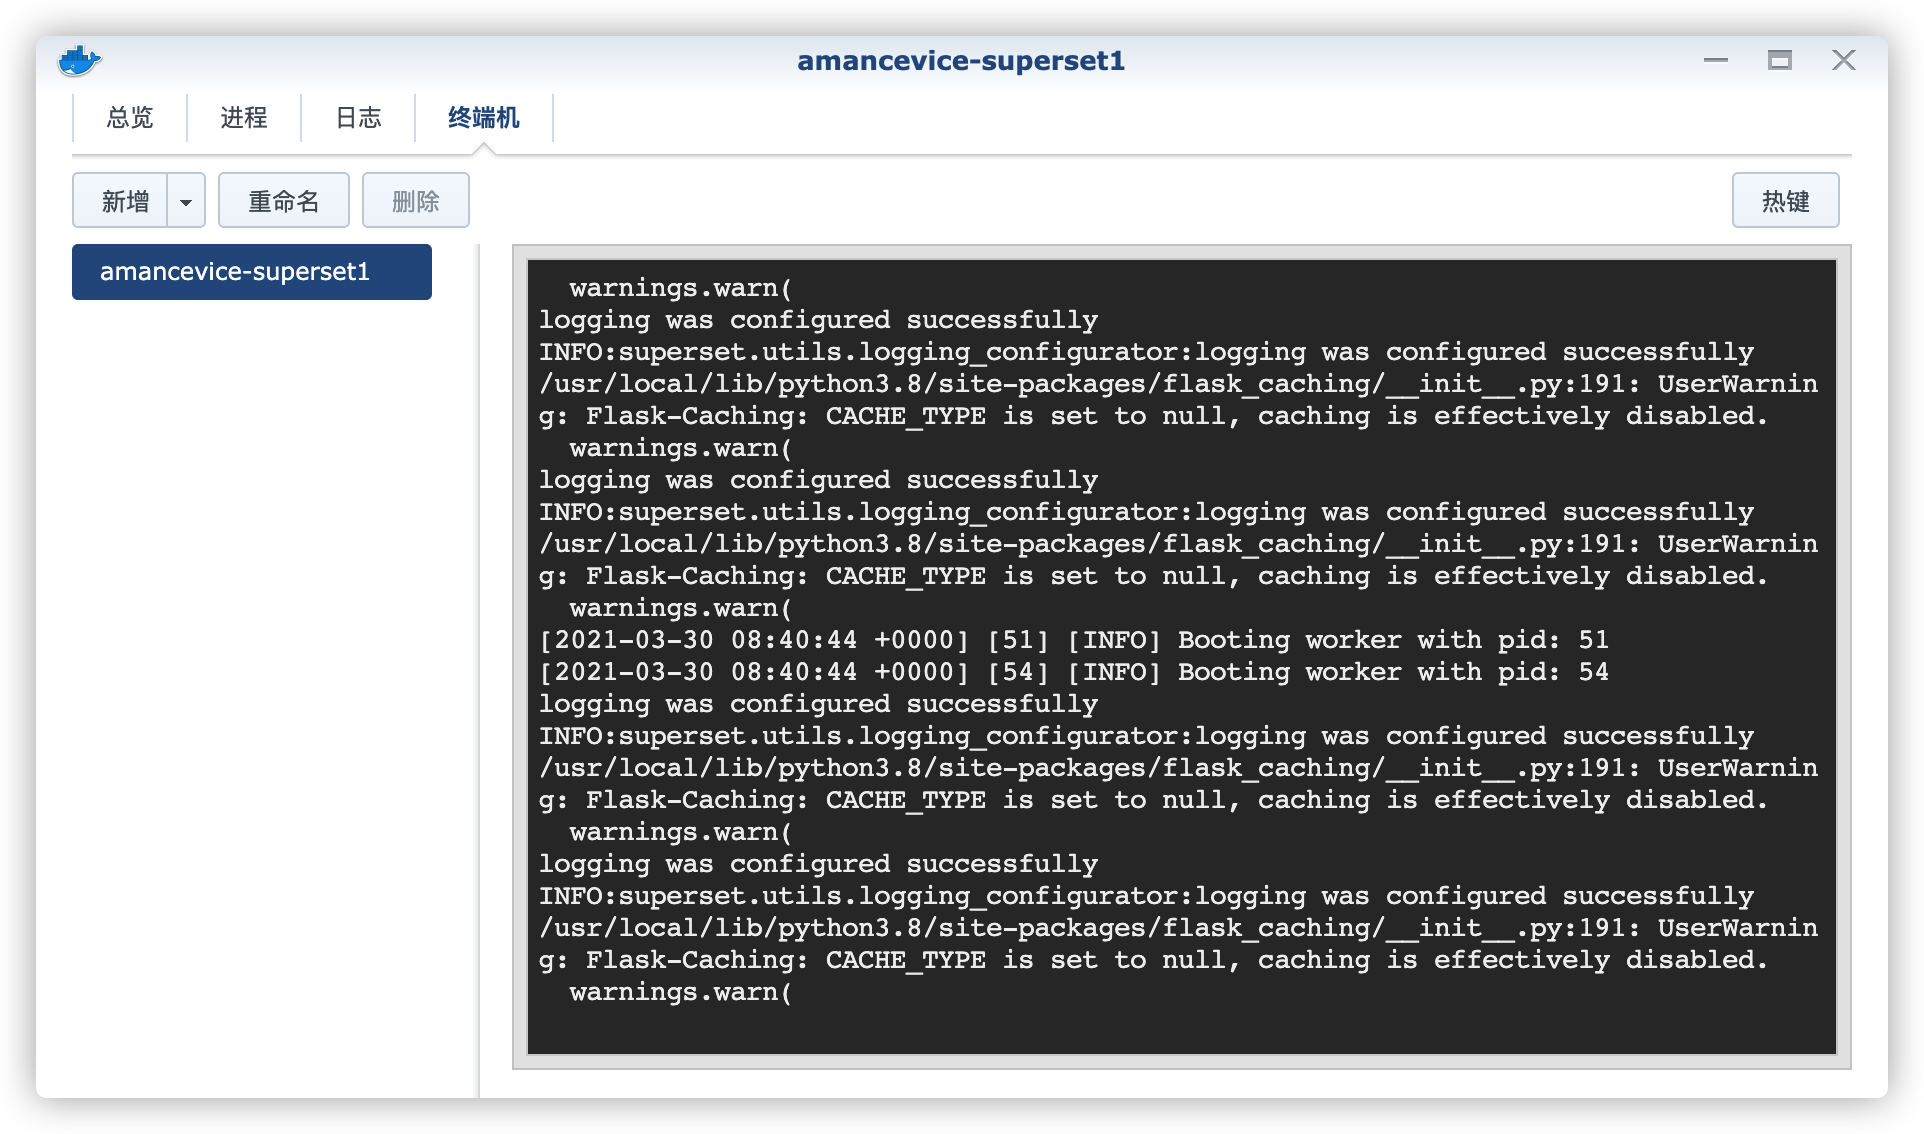 amancevice-superset1
总览 进程 日志 终端机
新增 重命名 删除 热键
amancevice-superset1
warnings.warn(
logging was configured successfully
INFO:superset.utils.logging_configurator:logging was configured successfully
/usr/local/lib/python3.8/site-packages/flask_caching/__init__.py:191: UserWarnin
g: Flask-Caching: CACHE_TYPE is set to null, caching is effectively disabled.
warnings.warn(
logging was configured successfully
INFO:superset.utils.logging_configurator:logging was configured successfully
/usr/local/lib/python3.8/site-packages/flask_caching/__init__.py:191: UserWarnin
g: Flask-Caching: CACHE_TYPE is set to null, caching is effectively disabled.
warnings.warn(
[2021-03-30 08:40:44 +0000] [51] [INFO] Booting worker with pid: 51
[2021-03-30 08:40:44 +0000] [54] [INFO] Booting worker with pid: 54
logging was configured successfully
INFO:superset.utils.logging_configurator:logging was configured successfully
/usr/local/lib/python3.8/site-packages/flask_caching/__init__.py:191: UserWarnin
g: Flask-Caching: CACHE_TYPE is set to null, caching is effectively disabled.
warnings.warn(
logging was configured successfully
INFO:superset.utils.logging_configurator:logging was configured successfully
/usr/local/lib/python3.8/site-packages/flask_caching/__init__.py:191: UserWarnin
g: Flask-Caching: CACHE_TYPE is set to null, caching is effectively disabled.
warnings.warn(